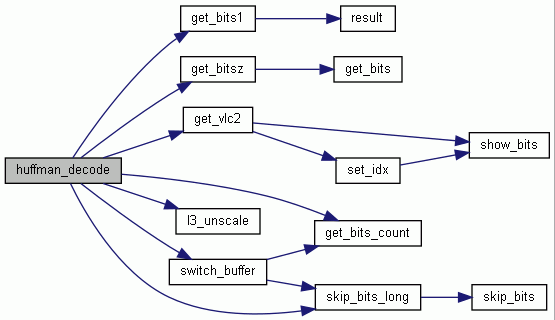 get_bits1
result
get_bitsz
get_bits
get_vlc2
show_bits
huffman_decode
set_idx
l3_unscale
get_bits_count
switch_buffer
skip_bits_long
skip_bits